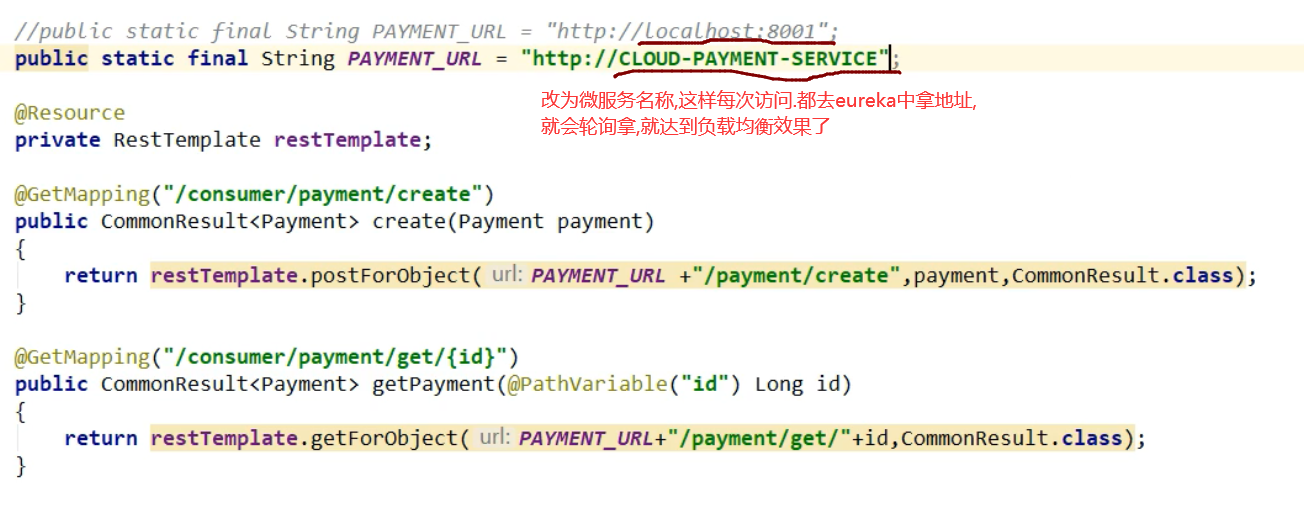 //public static final String PAYMENT_URL = "http://localhost:8001";
public static final String PAYMENT_URL = "http://CLOUD-PAYMENT-SERVICE";
改为微服务名称,这样每次访问.都去eureka中拿地址,
就会轮询拿,就达到负载均衡效果了
@Resource
private RestTemplate restTemplate;
@GetMapping("/consumer/payment/create")
public CommonResult<Payment> create(Payment payment)
{
return restTemplate.postForObject( url: PAYMENT_URL +"/payment/create",payment,CommonResult.class);
}
@GetMapping("/consumer/payment/get/{id}")
public CommonResult<Payment> getPayment(@PathVariable("id") Long id)
{
return restTemplate.getForObject( url: PAYMENT_URL+"/payment/get/"+id,CommonResult.class);
}